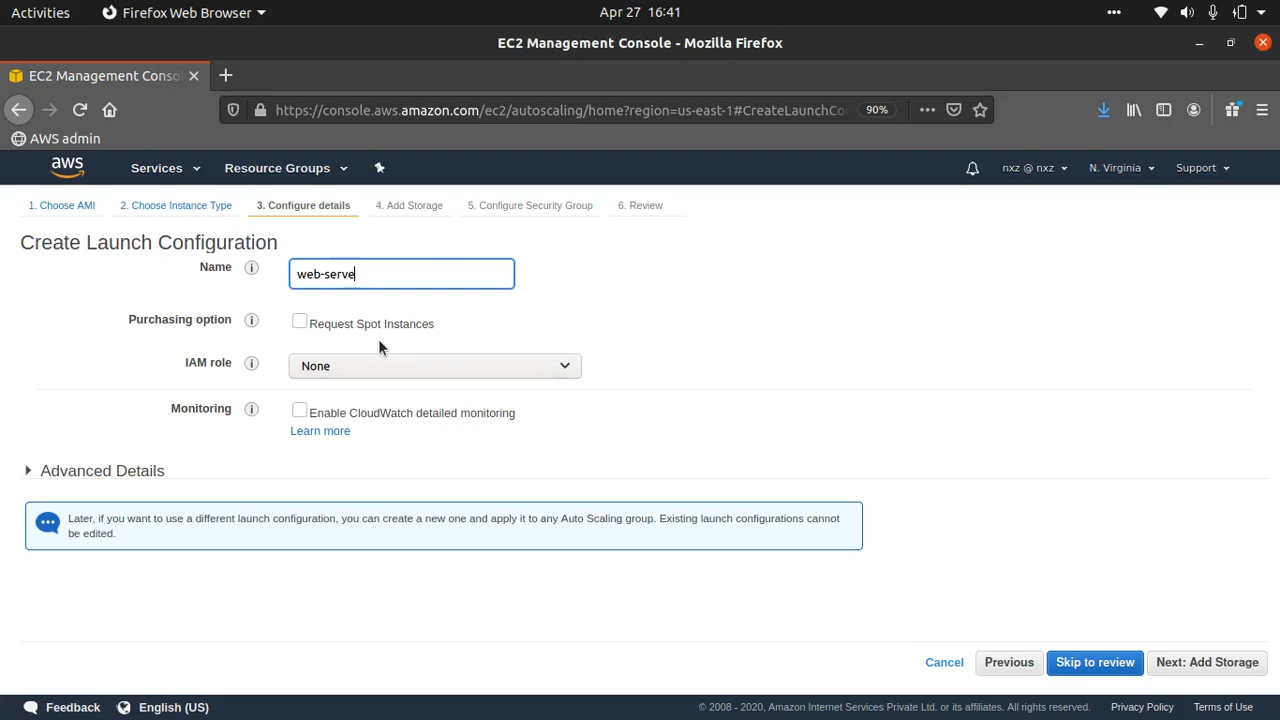 Activities Firefox Web Browser Apr 27 16:41
EC2 Management Console - Mozilla Firefox
EC2 Management Conso
https://console.aws.amazon.com/ec2/autoscaling/home?region=us-east-1#CreateLaunchCo 90%
AWS admin
aws Services Resource Groups nxz @ nxz N. Virginia Support
1. Choose AMI 2. Choose Instance Type 3. Configure details 4. Add Storage 5. Configure Security Group 6. Review
Create Launch Configuration
Name i web-serve
Purchasing option i Request Spot Instances
IAM role i None
Monitoring i Enable CloudWatch detailed monitoring
Learn more
Advanced Details
Later, if you want to use a different launch configuration, you can create a new one and apply it to any Auto Scaling group. Existing launch configurations cannot
be edited.
Cancel Previous Skip to review Next: Add Storage
Feedback English (US) © 2008 - 2020, Amazon Internet Services Private Ltd. or its affiliates. All rights reserved. Privacy Policy Terms of Use